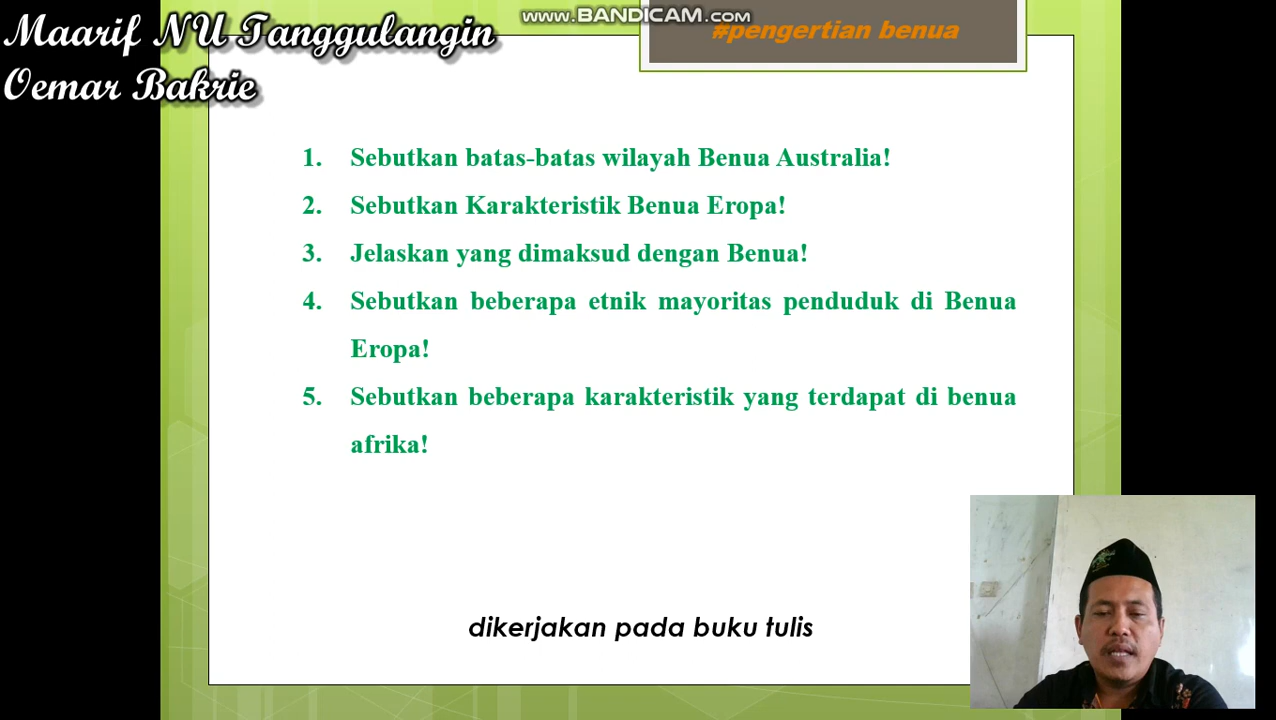 www.BANDICAM.com
Maarif NU Tanggulangin
Oemar Bakrie
#pengertian benua
1. Sebutkan batas-batas wilayah Benua Australia!
2. Sebutkan Karakteristik Benua Eropa!
3. Jelaskan yang dimaksud dengan Benua!
4. Sebutkan beberapa etnik mayoritas penduduk di Benua
Eropa!
5. Sebutkan beberapa karakteristik yang terdapat di benua
afrika!
dikerjakan pada buku tulis